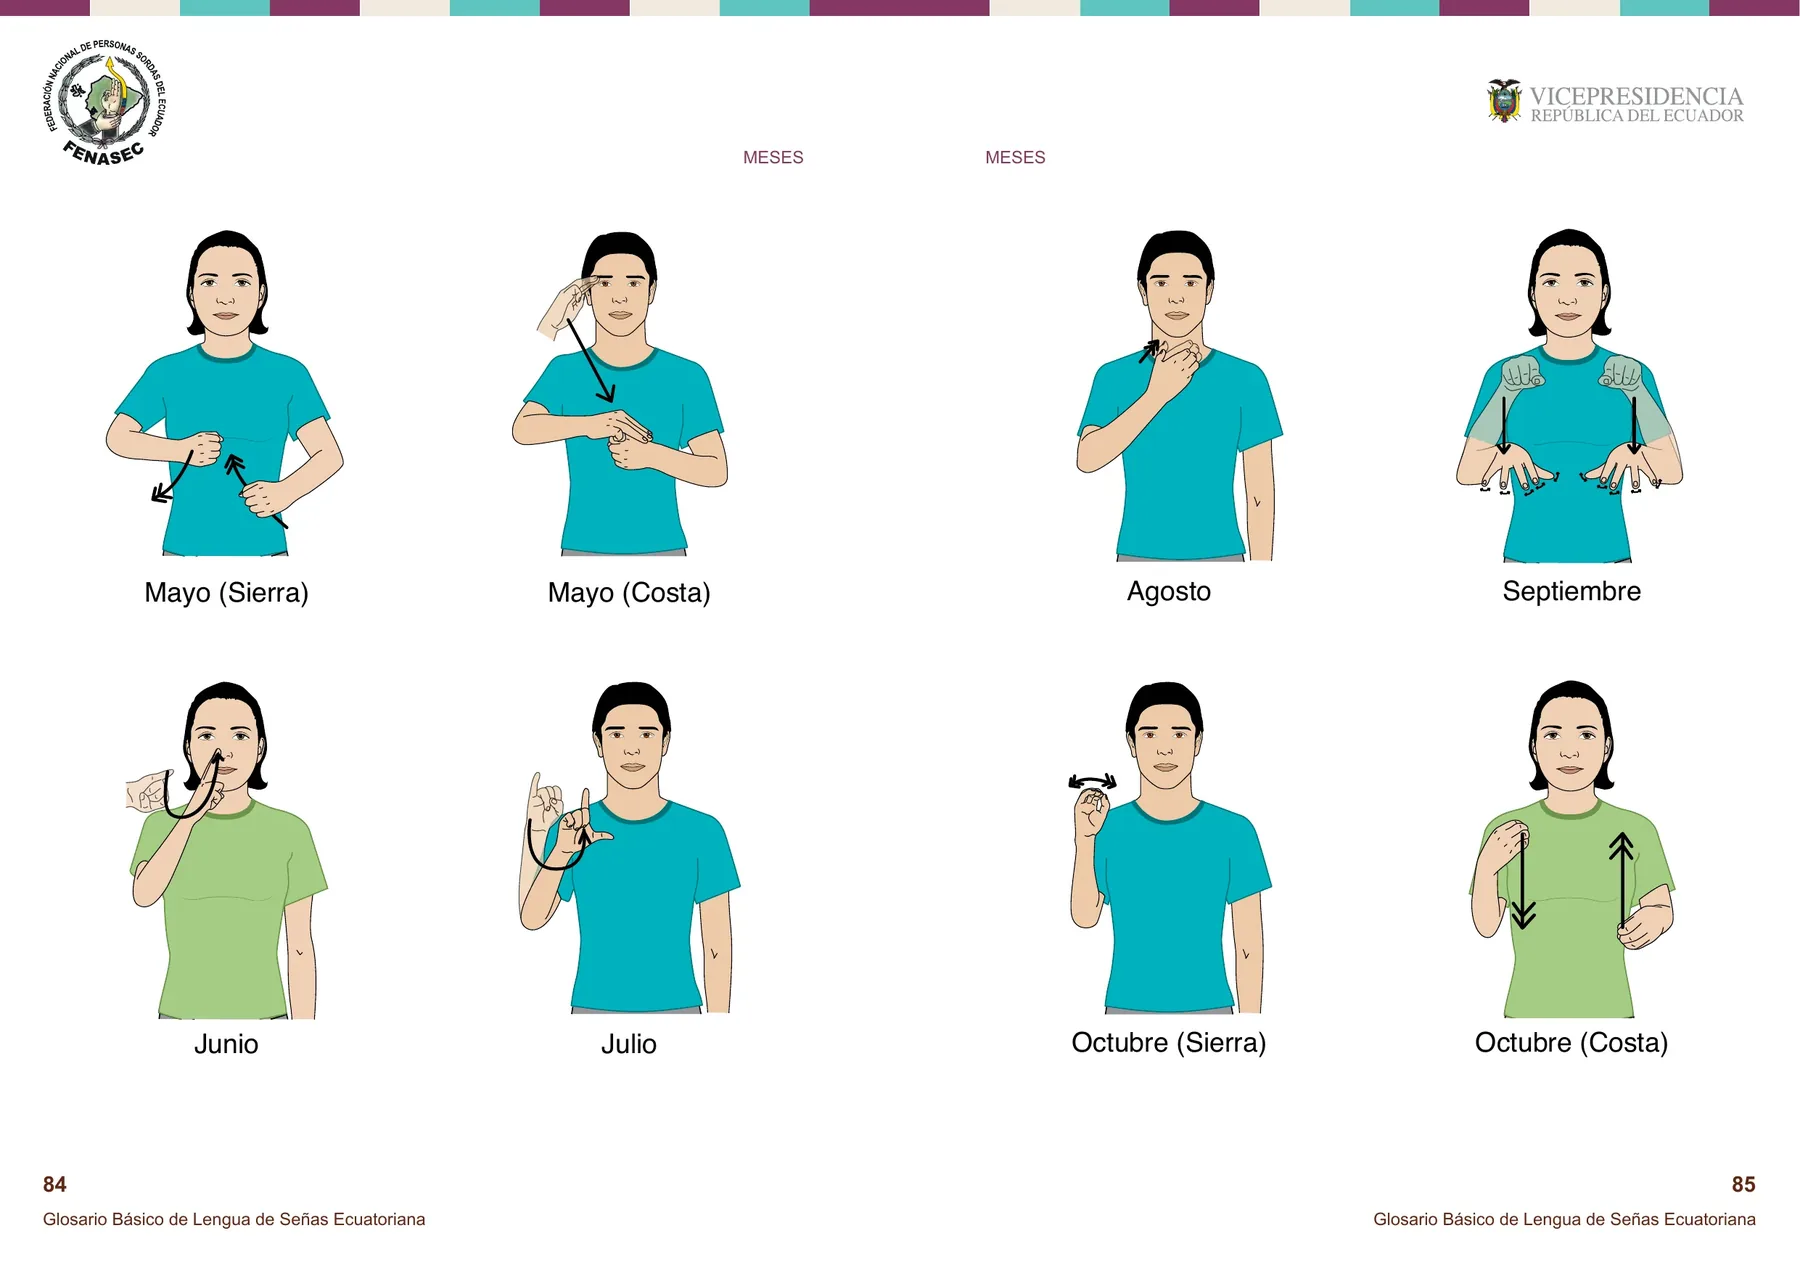 FEDERACIÓN NACIONAL DE PERSONAS SORDAS DEL ECUADOR
FENASEC
VICEPRESIDENCIA
REPÚBLICA DEL ECUADOR
MESES
MESES
Mayo (Sierra)
Mayo (Costa)
Junio
Julio
84
Glosario Básico de Lengua de Señas Ecuatoriana
Agosto
Septiembre
Octubre (Sierra)
Octubre (Costa)
85
Glosario Básico de Lengua de Señas Ecuatoriana